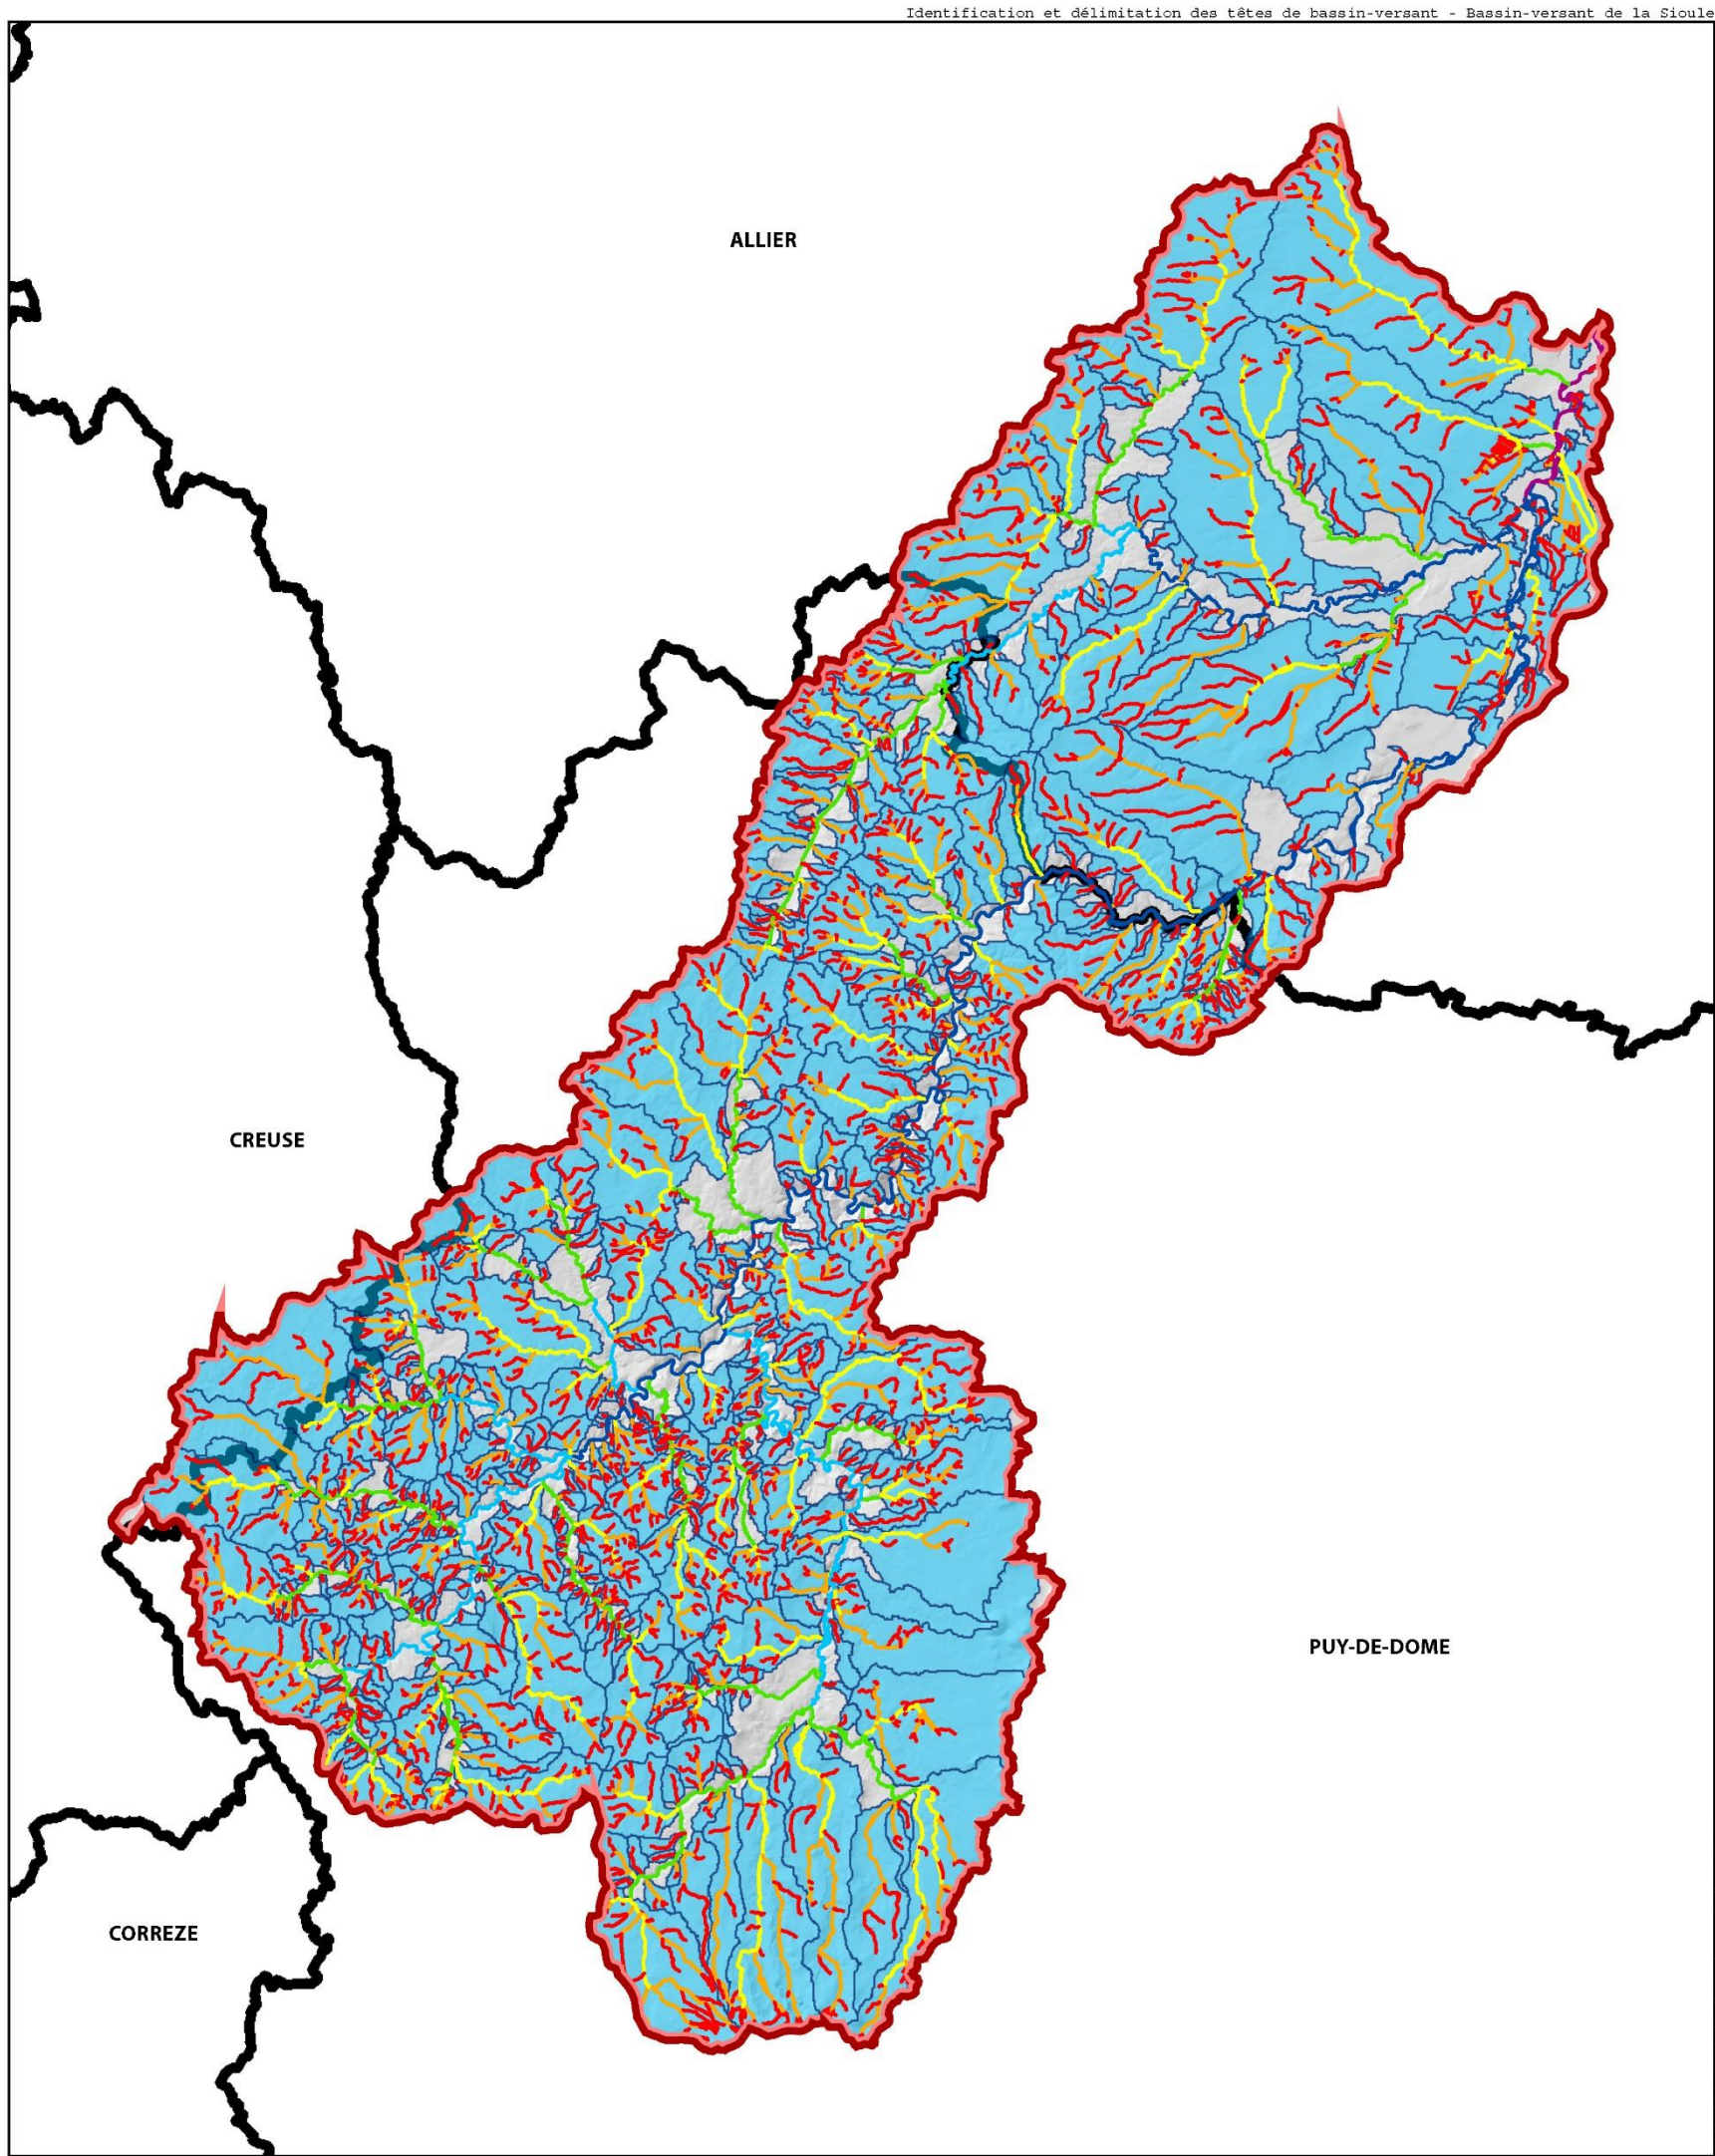 Identification et délimitation des têtes de bassin-versant - Bassin-versant de la Sioule
ALLIER
CREUSE
PUY-DE-DOME
CORREZE